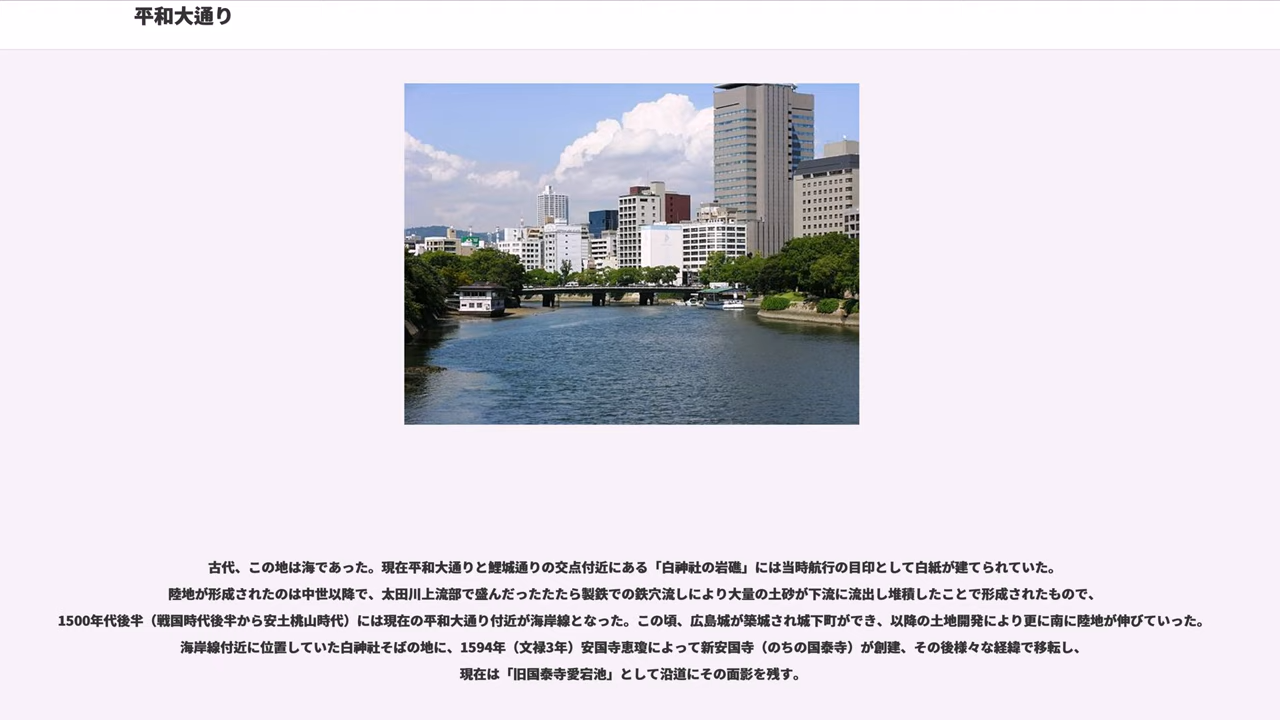 平和大通り
古代、この地は海であった。現在平和大通りと鯉城通りの交点付近にある「白神社の岩礁」には当時航行の目印として白紙が建てられていた。
陸地が形成されたのは中世以降で、太田川上流部で盛んだったたたら製鉄での鉄穴流しにより大量の土砂が下流に流出し堆積したことで形成されたもので、
1500年代後半（戦国時代後半から安土桃山時代）には現在の平和大通り付近が海岸線となった。この頃、広島城が築城され城下町ができ、以降の土地開発により更に南に陸地が伸びていった。
海岸線付近に位置していた白神社そばの地に、1594年（文禄3年）安国寺恵瓊によって新安国寺（のちの国泰寺）が創建、その後様々な経緯で移転し、
現在は「旧国泰寺愛宕池」として沿道にその面影を残す。